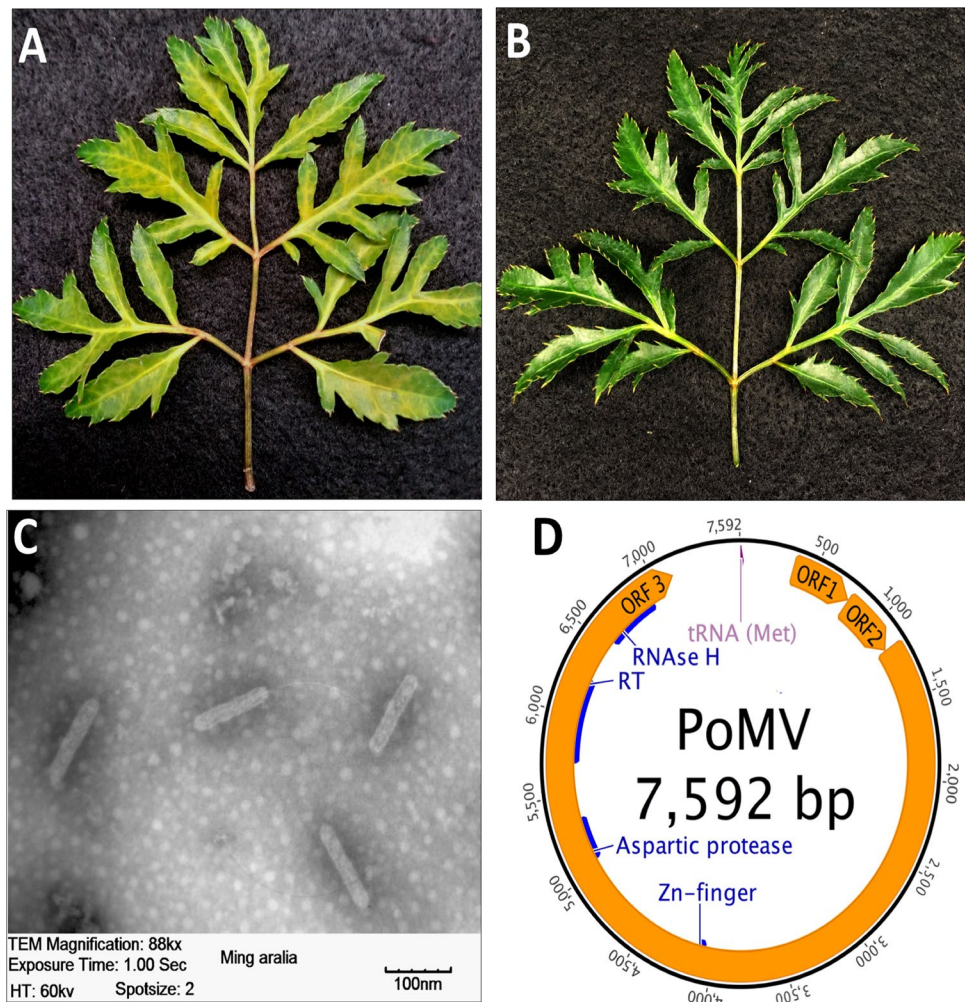 A
B
C
TEM Magnification: 88kx
Exposure Time: 1.00 Sec
HT: 60kv
Spotsize: 2
Ming aralia
100nm
D
7,592
500
1,000
1,500
2,000
2,500
3,000
3,500
4,000
4,500
5,000
5,500
6,000
6,500
7,000
ORF1
ORF2
ORF 3
tRNA (Met)
RNAse H
RT
PoMV
7,592 bp
Aspartic protease
Zn-finger